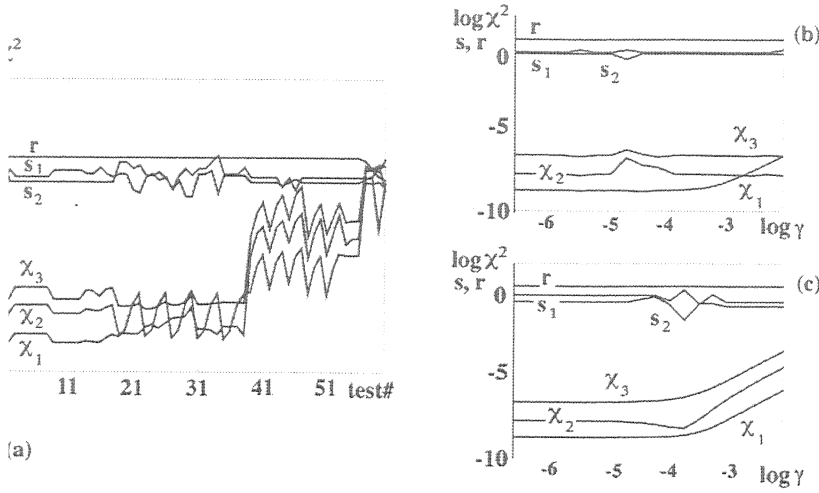 χ²
r
s₁
s₂
χ₃
χ₂
χ₁
11 21 31 41 51 test#
(a)
log χ²
s, r
r
(b)
0
s₁ s₂
-5
χ₃
χ₂
χ₁
-10
-6 -5 -4 -3 log γ
log χ²
s, r
r
(c)
0
s₁
s₂
-5
χ₃
χ₂
χ₁
-10
-6 -5 -4 -3 log γ